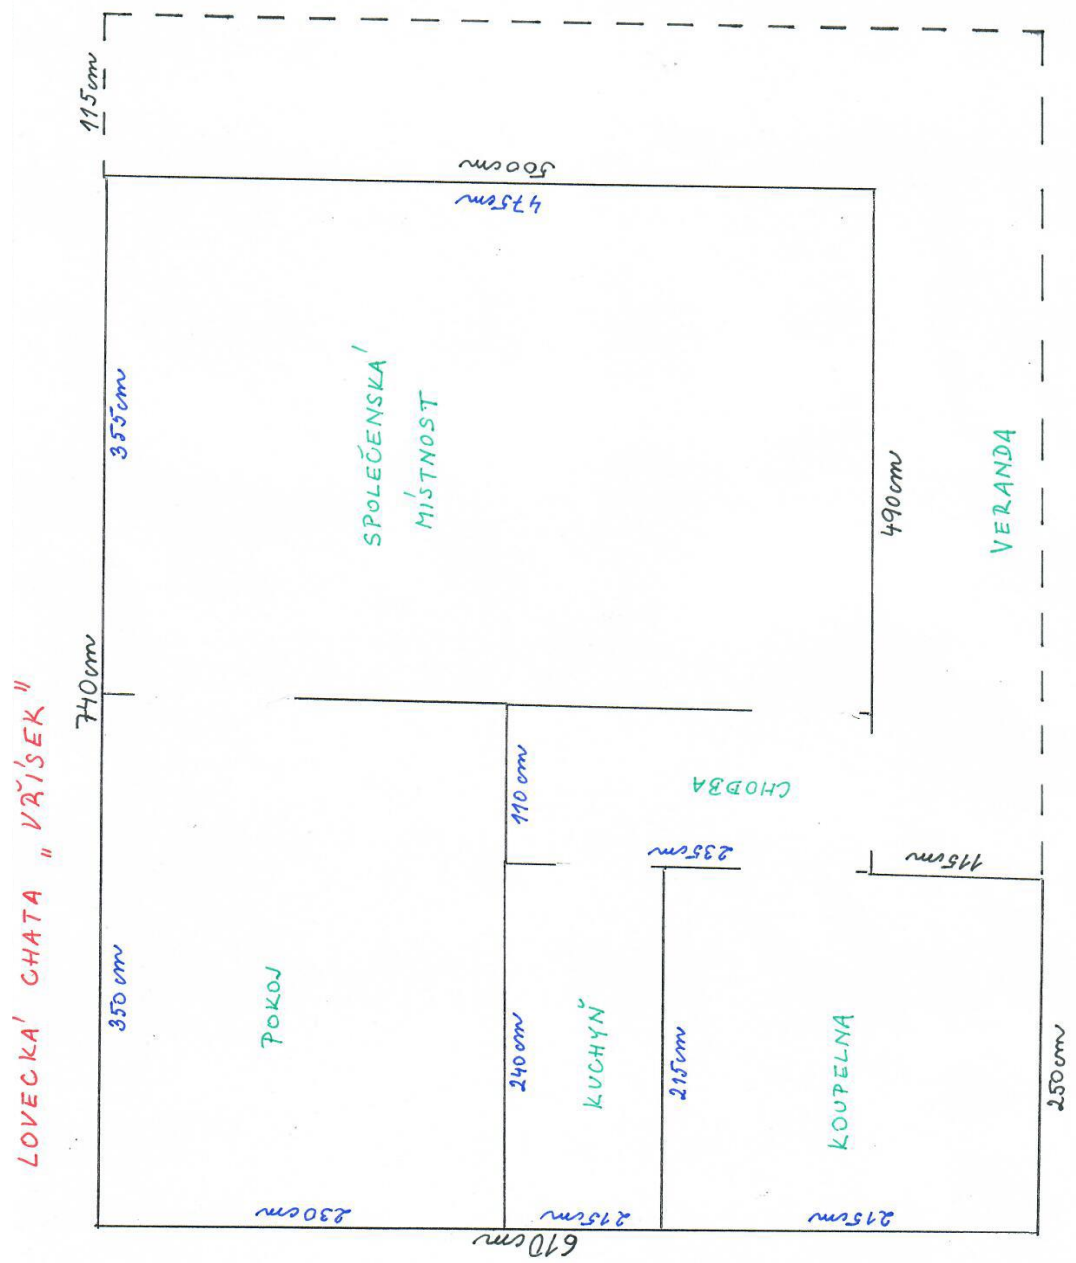 LOVECKÁ CHATA „VŘÍSEK"
740cm
115cm
350cm
355cm
500cm
475cm
SPOLEČENSKÁ
MÍSTNOST
490cm
VERANDA
POKOJ
110cm
CHODBA
235cm
115cm
240cm
KUCHYŇ
215cm
KOUPELNA
250cm
230cm
215cm
215cm
610cm